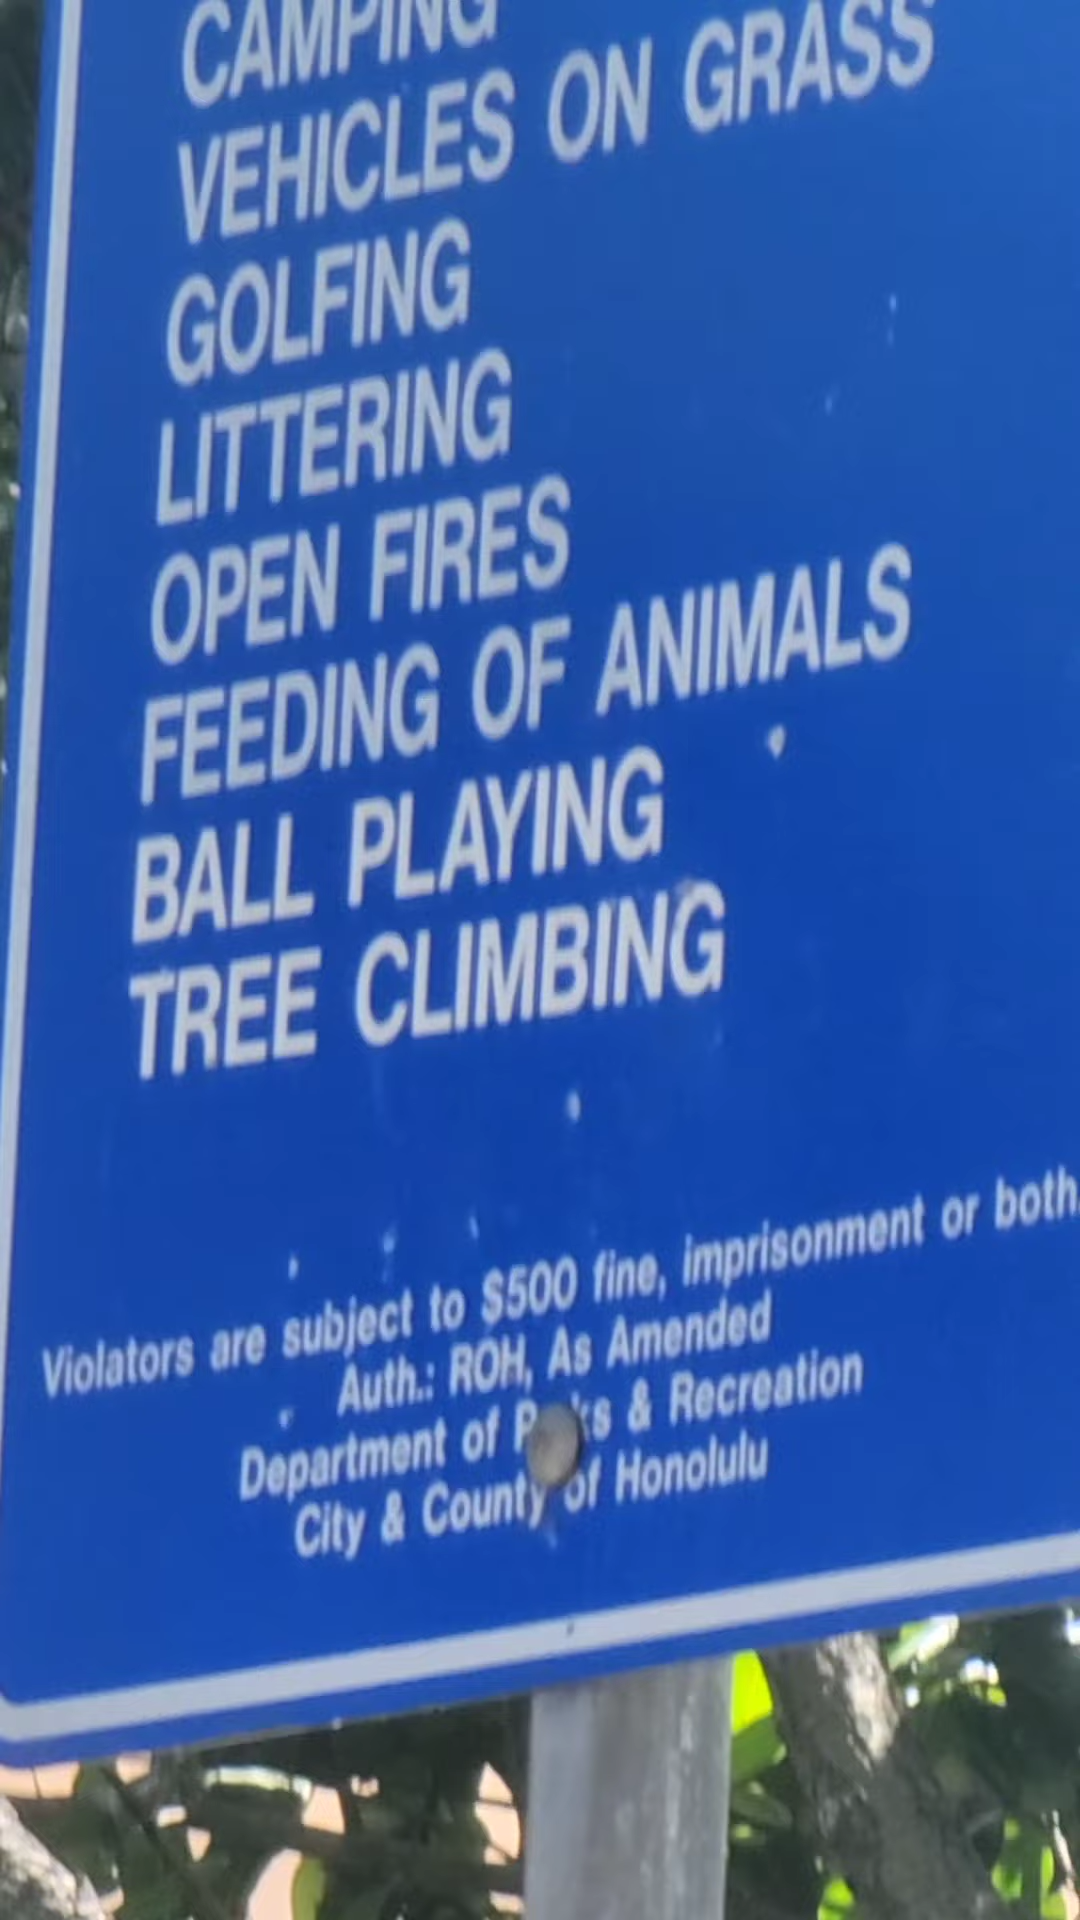 CAMPING
VEHICLES ON GRASS
GOLFING
LITTERING
OPEN FIRES
FEEDING OF ANIMALS
BALL PLAYING
TREE CLIMBING
Violators are subject to $500 fine, imprisonment or both.
Auth.: ROH, As Amended
Department of Parks & Recreation
City & County of Honolulu